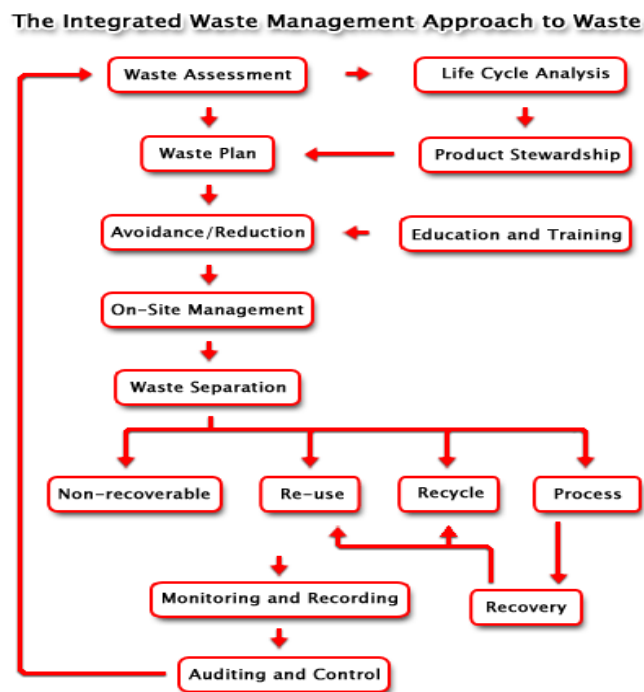 The Integrated Waste Management Approach to Waste
Waste Assessment
Life Cycle Analysis
Waste Plan
Product Stewardship
Avoidance/Reduction
Education and Training
On-Site Management
Waste Separation
Non-recoverable
Re-use
Recycle
Process
Monitoring and Recording
Recovery
Auditing and Control